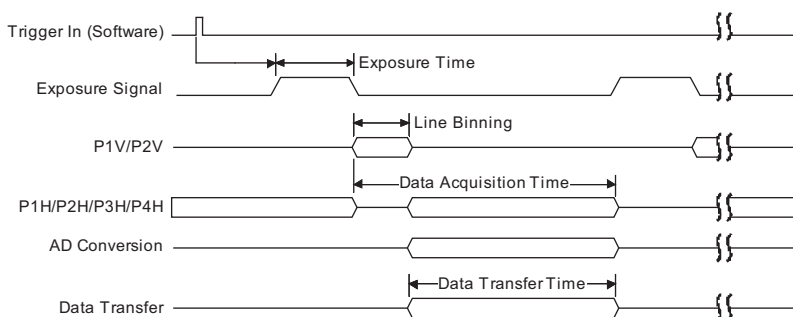 Trigger In (Software)
Exposure Time
Exposure Signal
Line Binning
P1V/P2V
Data Acquisition Time
P1H/P2H/P3H/P4H
AD Conversion
Data Transfer Time
Data Transfer